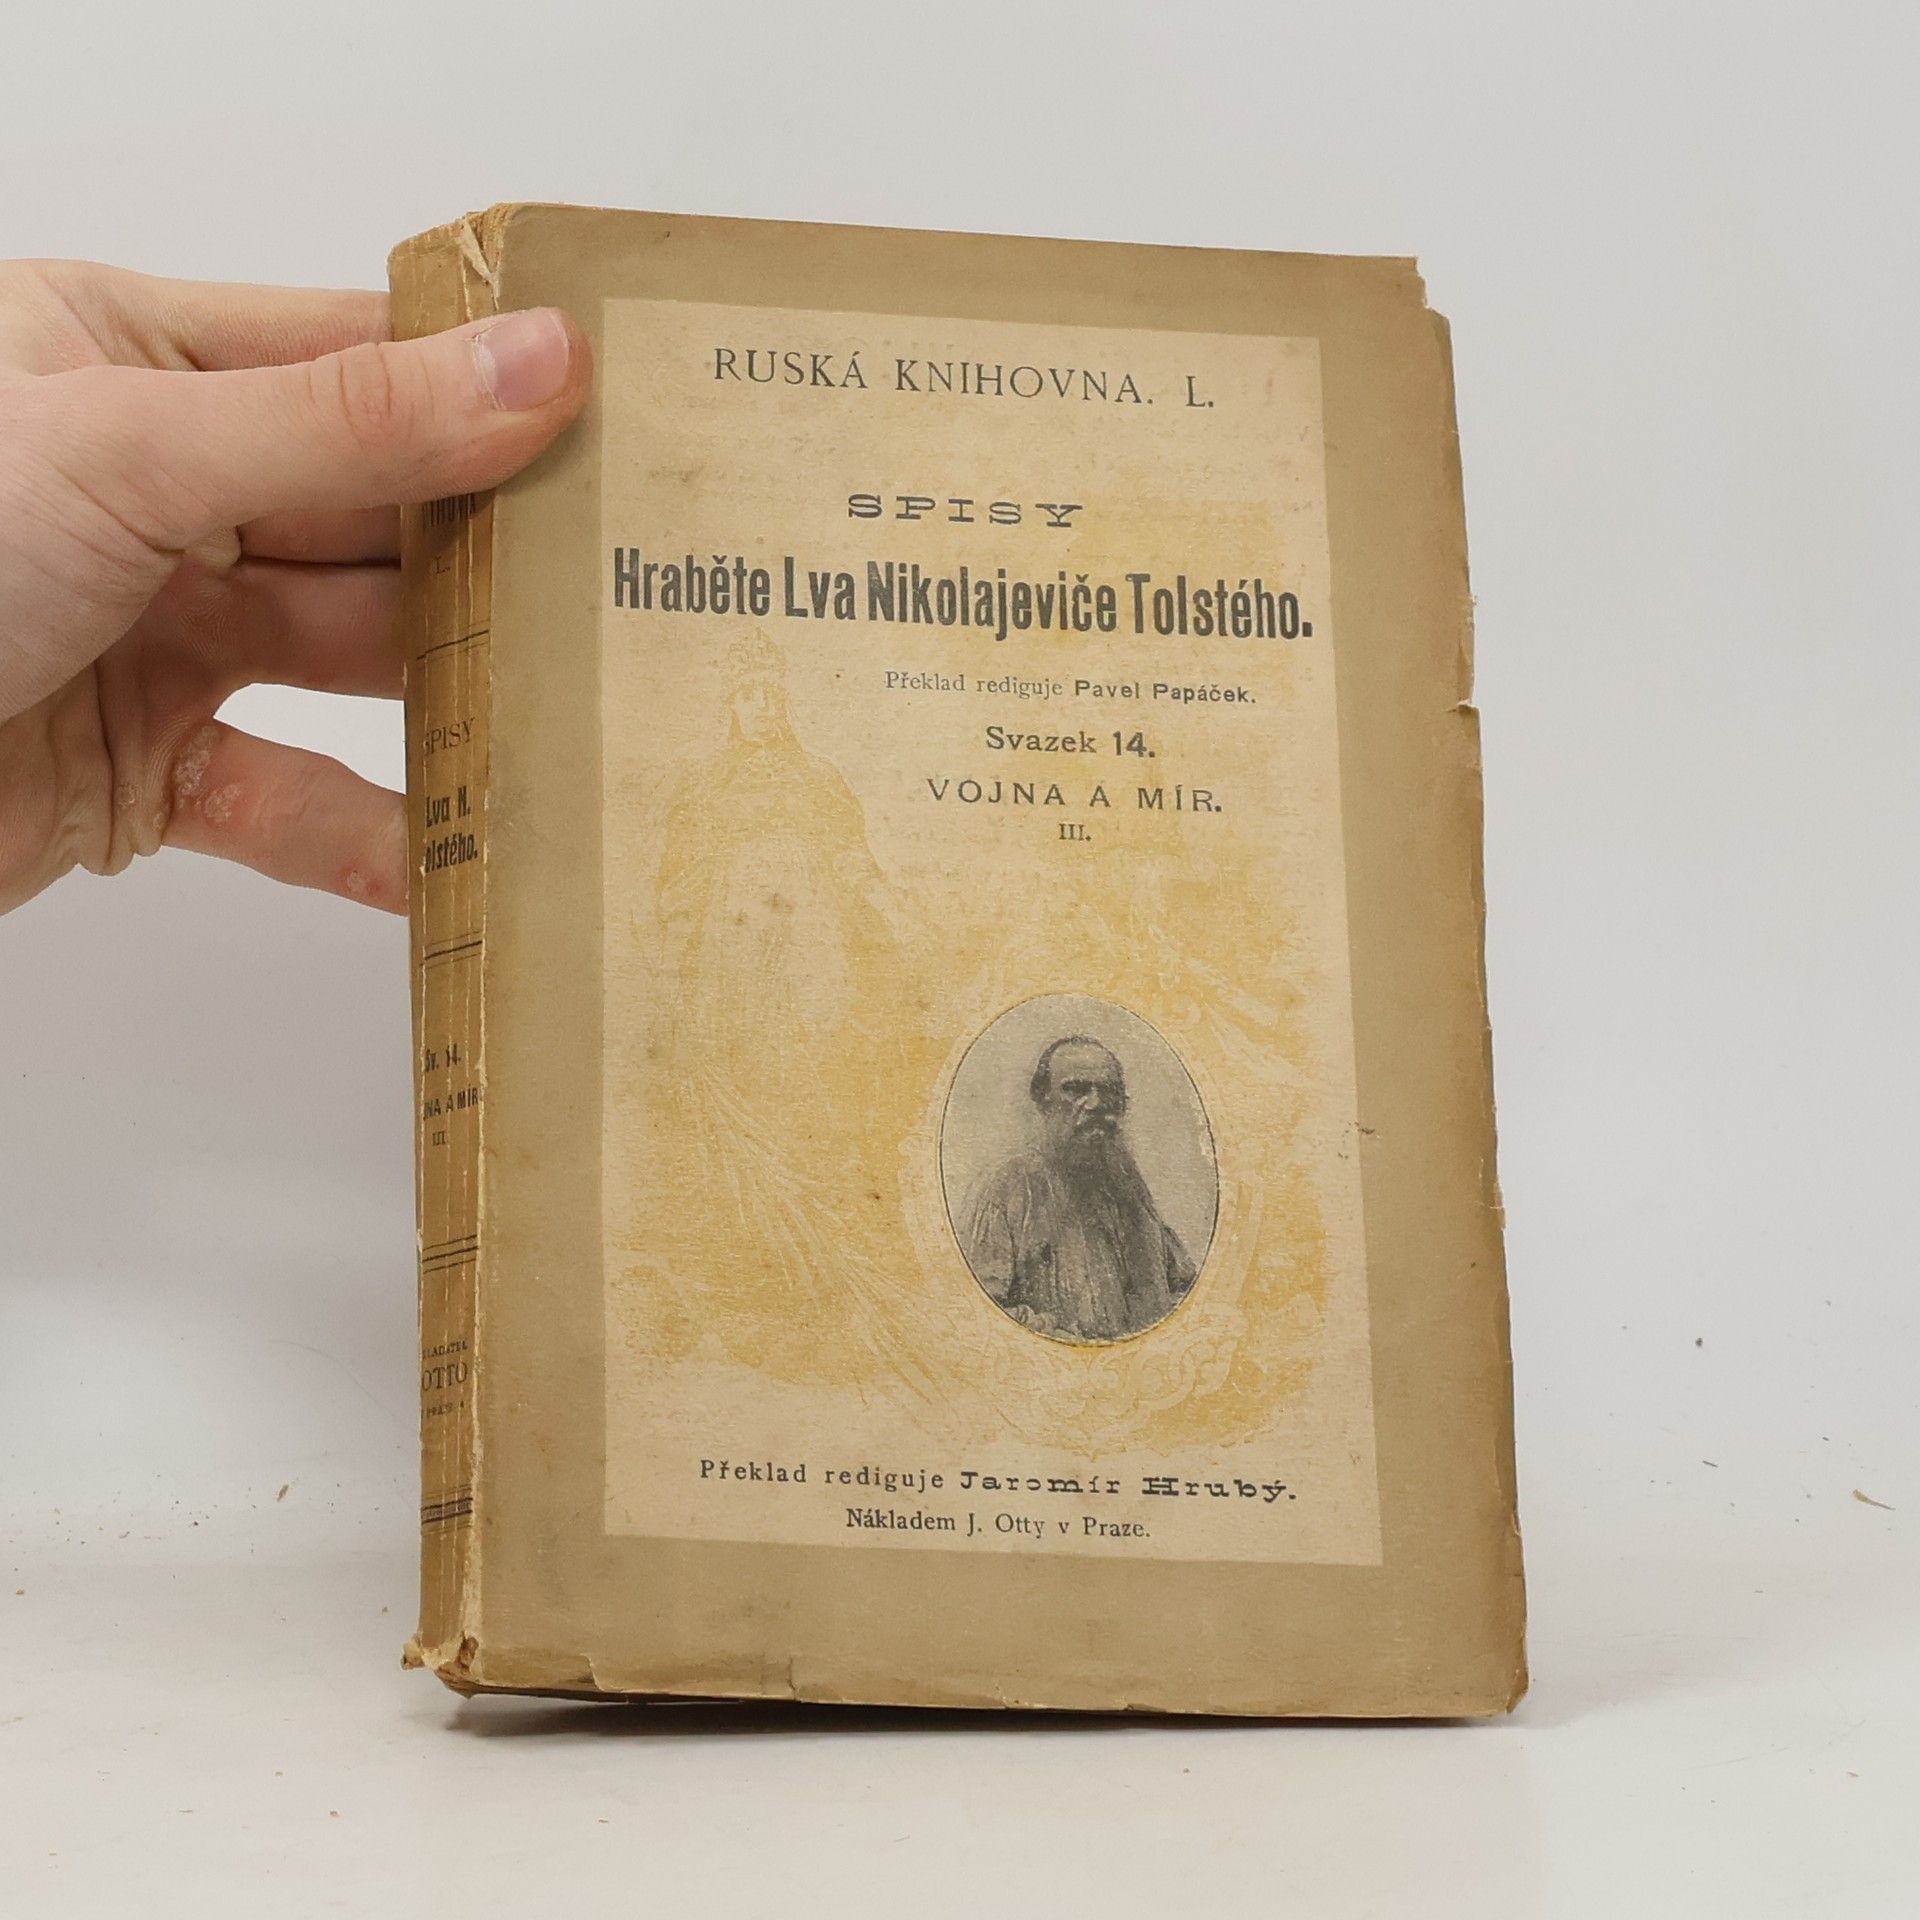 RUSKÁ KNIHOVNA. L.
SPISY
Hraběte Lva Nikolajeviče Tolstého.
Překlad rediguje Pavel Papáček.
Svazek 14.
VOJNA A MÍR.
III.
Překlad rediguje Jaromír Hrubý.
Nákladem J. Otty v Praze.
L.
SPISY
Lva N.
Tolstého.
Sv. 14.
A MÍR
III
OTTO